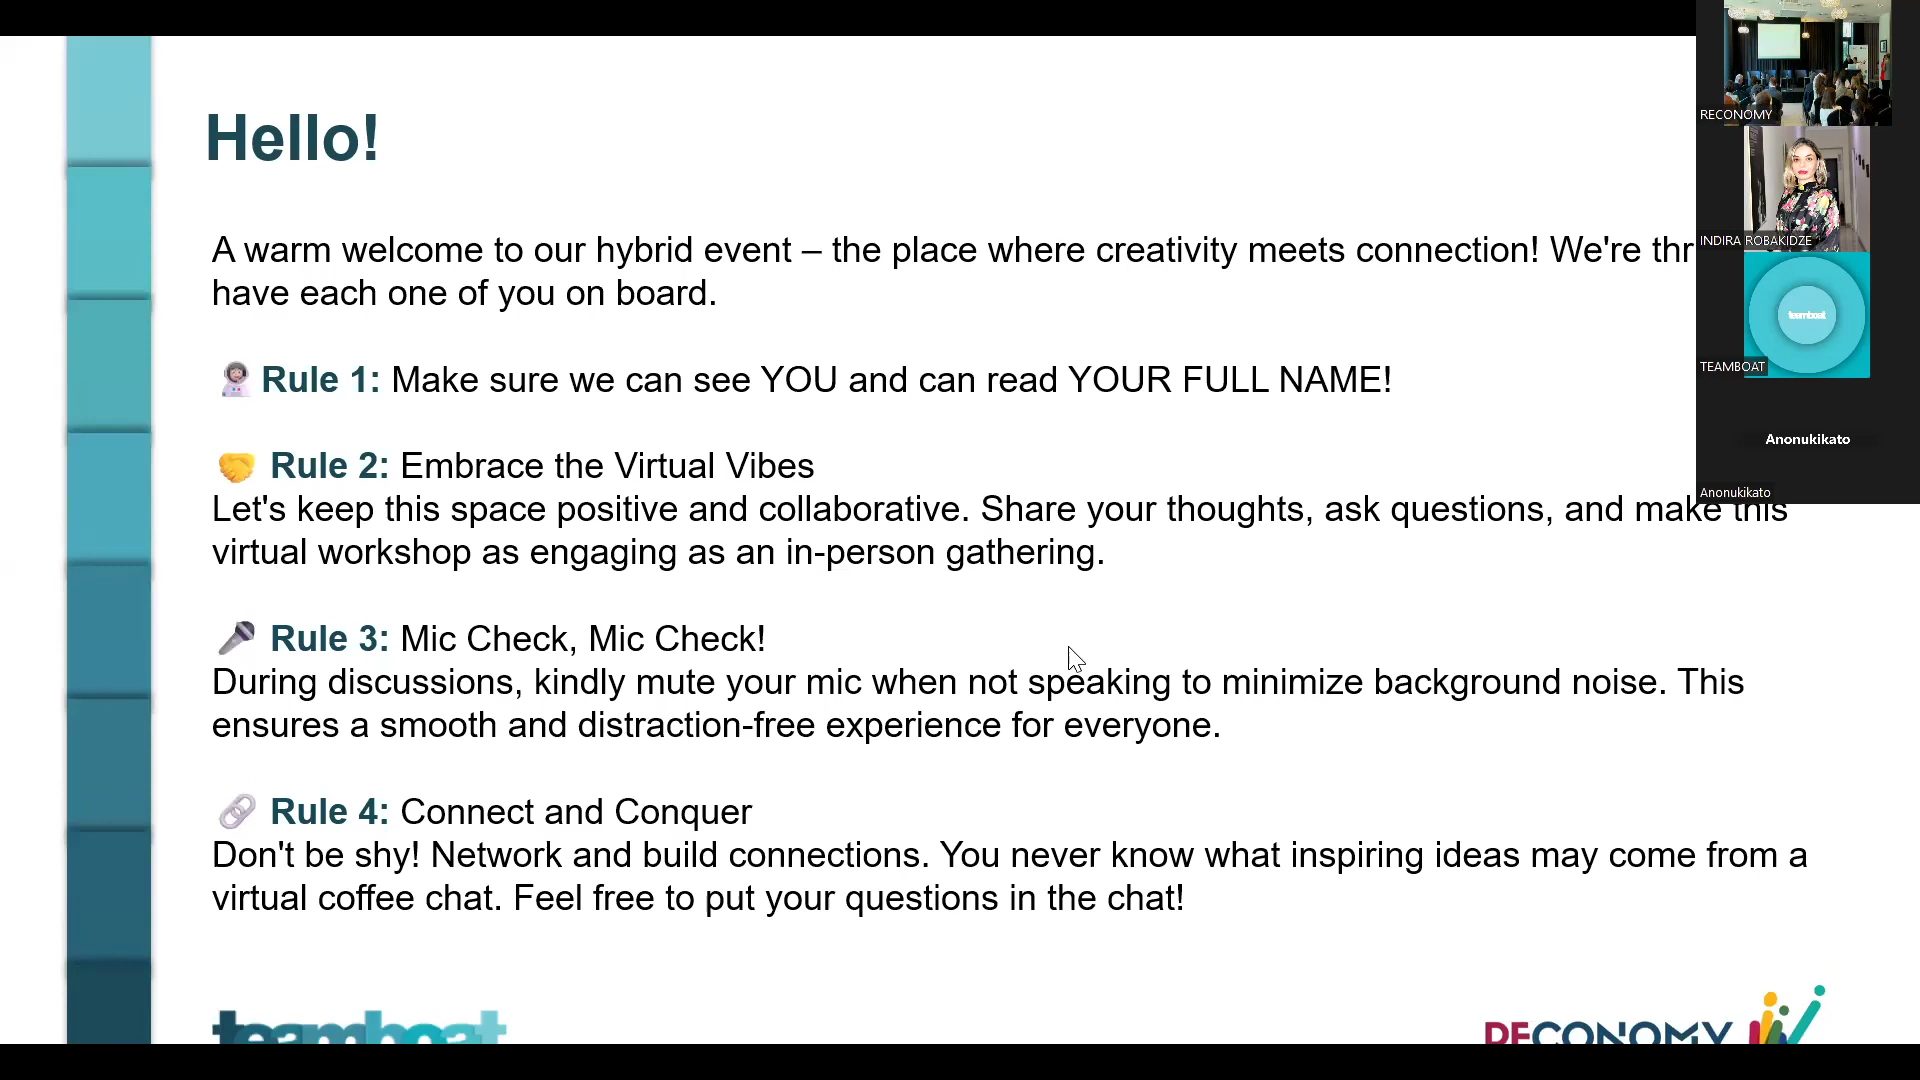 Hello!
A warm welcome to our hybrid event – the place where creativity meets connection! We're thr
have each one of you on board.
Rule 1: Make sure we can see YOU and can read YOUR FULL NAME!
Rule 2: Embrace the Virtual Vibes
Let's keep this space positive and collaborative. Share your thoughts, ask questions, and make this
virtual workshop as engaging as an in-person gathering.
Rule 3: Mic Check, Mic Check!
During discussions, kindly mute your mic when not speaking to minimize background noise. This
ensures a smooth and distraction-free experience for everyone.
Rule 4: Connect and Conquer
Don't be shy! Network and build connections. You never know what inspiring ideas may come from a
virtual coffee chat. Feel free to put your questions in the chat!
teamboat
RECONOMY
RECONOMY
INDIRA ROBAKIDZE
teamboat
TEAMBOAT
Anonukikato
Anonukikato